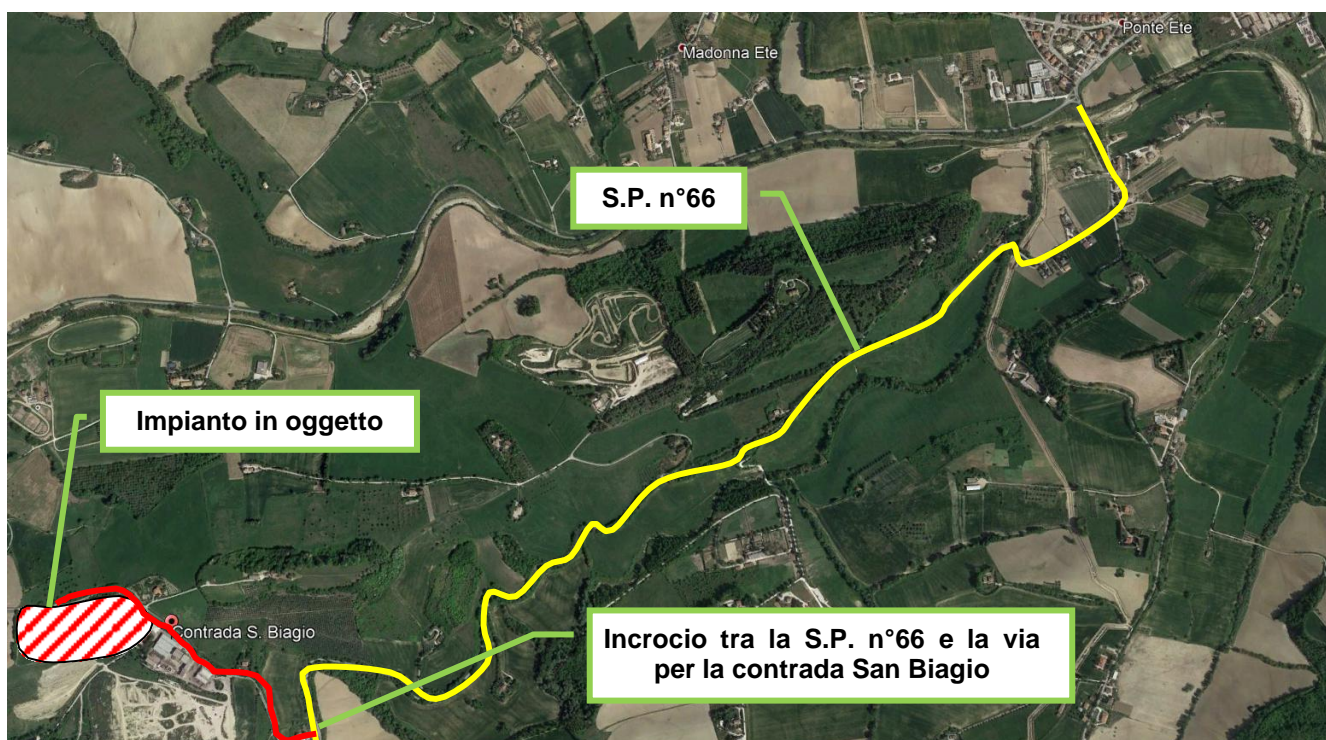 Ponte Ete
Madonna Ete
S.P. n°66
Impianto in oggetto
Contrada S. Biagio
Incrocio tra la S.P. n°66 e la via
per la contrada San Biagio